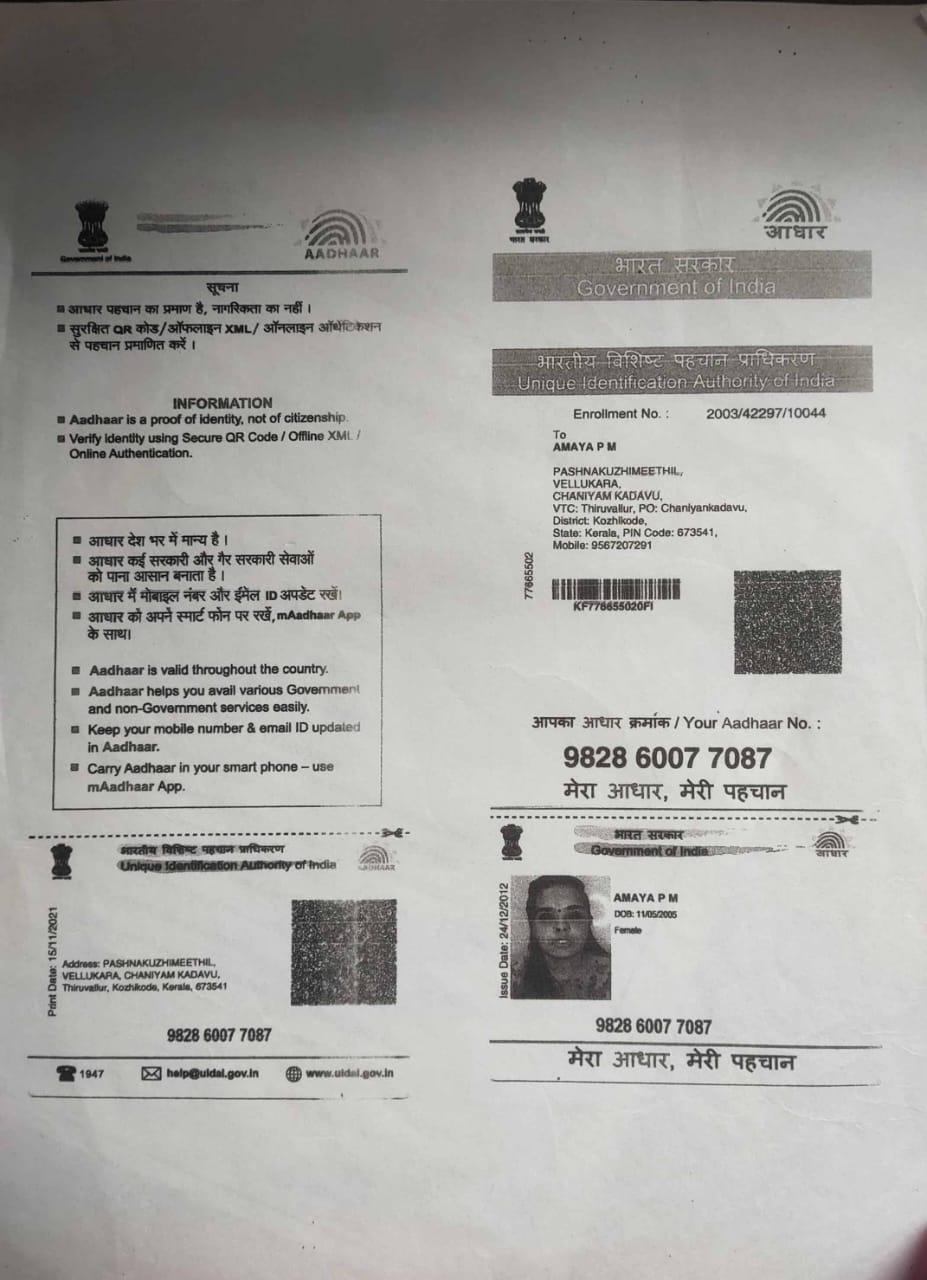 Government of India
AADHAAR
सूचना
आधार पहचान का प्रमाण है, नागरिकता का नहीं ।
सुरक्षित QR कोड/ऑफलाइन XML/ ऑनलाइन ऑथेंटिकेशन
से पहचान प्रमाणित करें ।
INFORMATION
Aadhaar is a proof of identity, not of citizenship.
Verify identity using Secure QR Code / Offline XML /
Online Authentication.
आधार देश भर में मान्य है ।
आधार कई सरकारी और गैर सरकारी सेवाओं
को पाना आसान बनाता है ।
आधार में मोबाइल नंबर और ईमेल ID अपडेट रखें।
आधार को अपने स्मार्ट फोन पर रखें, mAadhaar App
के साथ।
Aadhaar is valid throughout the country.
Aadhaar helps you avail various Government
and non-Government services easily.
Keep your mobile number & email ID updated
in Aadhaar.
Carry Aadhaar in your smart phone – use
mAadhaar App.
भारतीय विशिष्ट पहचान प्राधिकरण
Unique Identification Authority of India
AADHAAR
Print Date: 15/11/2021
Address: PASHNAKUZHIMEETHIL,
VELLUKARA, CHANIYAM KADAVU,
Thiruvallur, Kozhikode, Kerala, 673541
9828 6007 7087
1947
help@uidai.gov.in
www.uidai.gov.in
भारत सरकार
आधार
भारत सरकार
Government of India
भारतीय विशिष्ट पहचान प्राधिकरण
Unique Identification Authority of India
Enrollment No. : 2003/42297/10044
To
AMAYA P M
PASHNAKUZHIMEETHIL,
VELLUKARA,
CHANIYAM KADAVU,
VTC: Thiruvallur, PO: Chaniyankadavu,
District: Kozhikode,
State: Kerala, PIN Code: 673541,
Mobile: 9567207291
77665502
KF776655020FI
आपका आधार क्रमांक / Your Aadhaar No. :
9828 6007 7087
मेरा आधार, मेरी पहचान
भारत सरकार
Government of India
आधार
Issue Date: 24/12/2012
AMAYA P M
DOB: 11/05/2005
Female
9828 6007 7087
मेरा आधार, मेरी पहचान